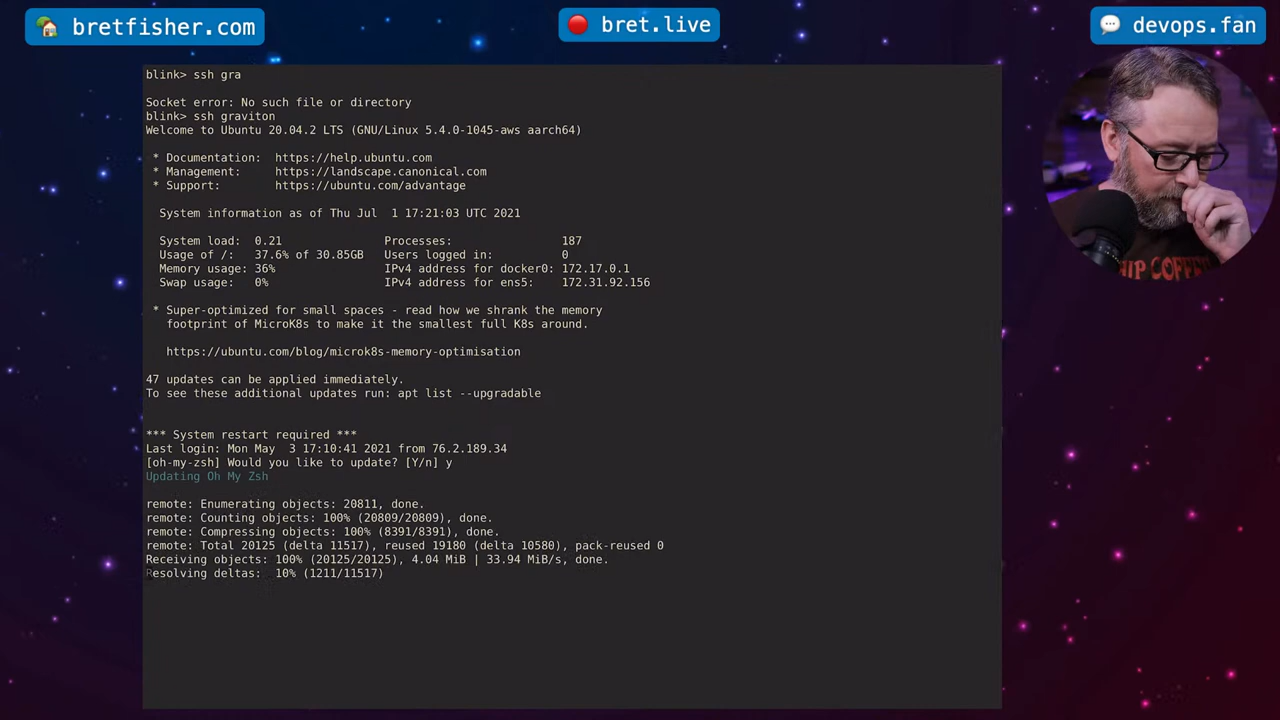 bretfisher.com
bret.live
devops.fan
blink> ssh gra
Socket error: No such file or directory
blink> ssh graviton
Welcome to Ubuntu 20.04.2 LTS (GNU/Linux 5.4.0-1045-aws aarch64)
* Documentation: https://help.ubuntu.com
* Management: https://landscape.canonical.com
* Support: https://ubuntu.com/advantage
System information as of Thu Jul 1 17:21:03 UTC 2021
System load: 0.21 Processes: 187
Usage of /: 37.6% of 30.85GB Users logged in: 0
Memory usage: 36% IPv4 address for docker0: 172.17.0.1
Swap usage: 0% IPv4 address for ens5: 172.31.92.156
* Super-optimized for small spaces - read how we shrank the memory
footprint of MicroK8s to make it the smallest full K8s around.
https://ubuntu.com/blog/microk8s-memory-optimisation
47 updates can be applied immediately.
To see these additional updates run: apt list --upgradable
*** System restart required ***
Last login: Mon May 3 17:10:41 2021 from 76.2.189.34
[oh-my-zsh] Would you like to update? [Y/n] y
Updating Oh My Zsh
remote: Enumerating objects: 20811, done.
remote: Counting objects: 100% (20809/20809), done.
remote: Compressing objects: 100% (8391/8391), done.
remote: Total 20125 (delta 11517), reused 19180 (delta 10580), pack-reused 0
Receiving objects: 100% (20125/20125), 4.04 MiB | 33.94 MiB/s, done.
Resolving deltas: 10% (1211/11517)